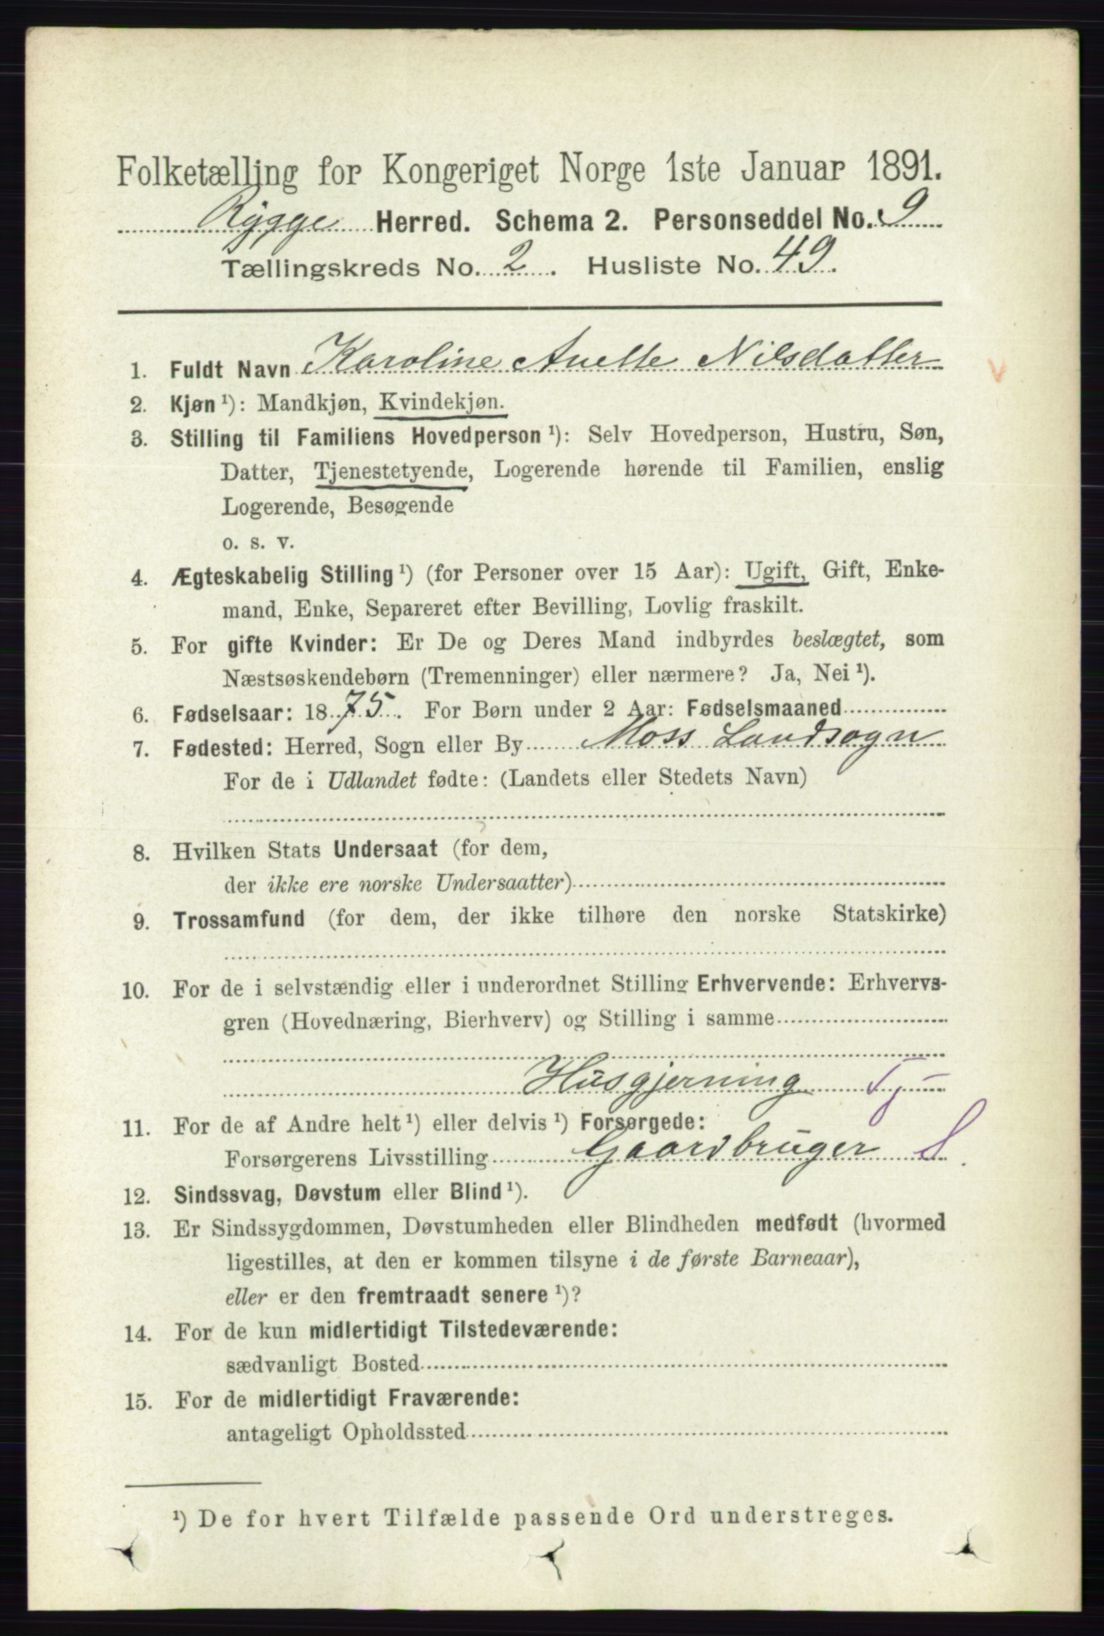 Folketælling for Kongeriget Norge 1ste Januar 1891.
Rygge Herred. Schema 2. Personseddel No. 9
Tællingskreds No. 2. Husliste No. 49.
1. Fuldt Navn Karoline Anette Nilsdatter
2. Kjøn ¹): Mandkjøn, Kvindekjøn.
3. Stilling til Familiens Hovedperson ¹): Selv Hovedperson, Hustru, Søn,
Datter, Tjenestetyende, Logerende hørende til Familien, enslig
Logerende, Besøgende
o. s. v.
4. Ægteskabelig Stilling ¹) (for Personer over 15 Aar): Ugift, Gift, Enke-
mand, Enke, Separeret efter Bevilling, Lovlig fraskilt.
5. For gifte Kvinder: Er De og Deres Mand indbyrdes beslægtet, som
Næstsøskendebørn (Tremenninger) eller nærmere? Ja, Nei ¹).
6. Fødselsaar: 1875. For Børn under 2 Aar: Fødselsmaaned
7. Fødested: Herred, Sogn eller By Moss Landsogn
For de i Udlandet fødte: (Landets eller Stedets Navn)
8. Hvilken Stats Undersaat (for dem,
der ikke ere norske Undersaatter)
9. Trossamfund (for dem, der ikke tilhøre den norske Statskirke)
10. For de i selvstændig eller i underordnet Stilling Erhvervende: Erhvervs-
gren (Hovednæring, Bierhverv) og Stilling i samme
Husgjerning Tj -
11. For de af Andre helt ¹) eller delvis ¹) Forsørgede:
Forsørgerens Livsstilling Gaardbruger S.
12. Sindssvag, Døvstum eller Blind ¹).
13. Er Sindssygdommen, Døvstumheden eller Blindheden medfødt (hvormed
ligestilles, at den er kommen tilsyne i de første Barneaar),
eller er den fremtraadt senere ¹)?
14. For de kun midlertidigt Tilstedeværende:
sædvanligt Bosted
15. For de midlertidigt Fraværende:
antageligt Opholdssted
¹) De for hvert Tilfælde passende Ord understreges.